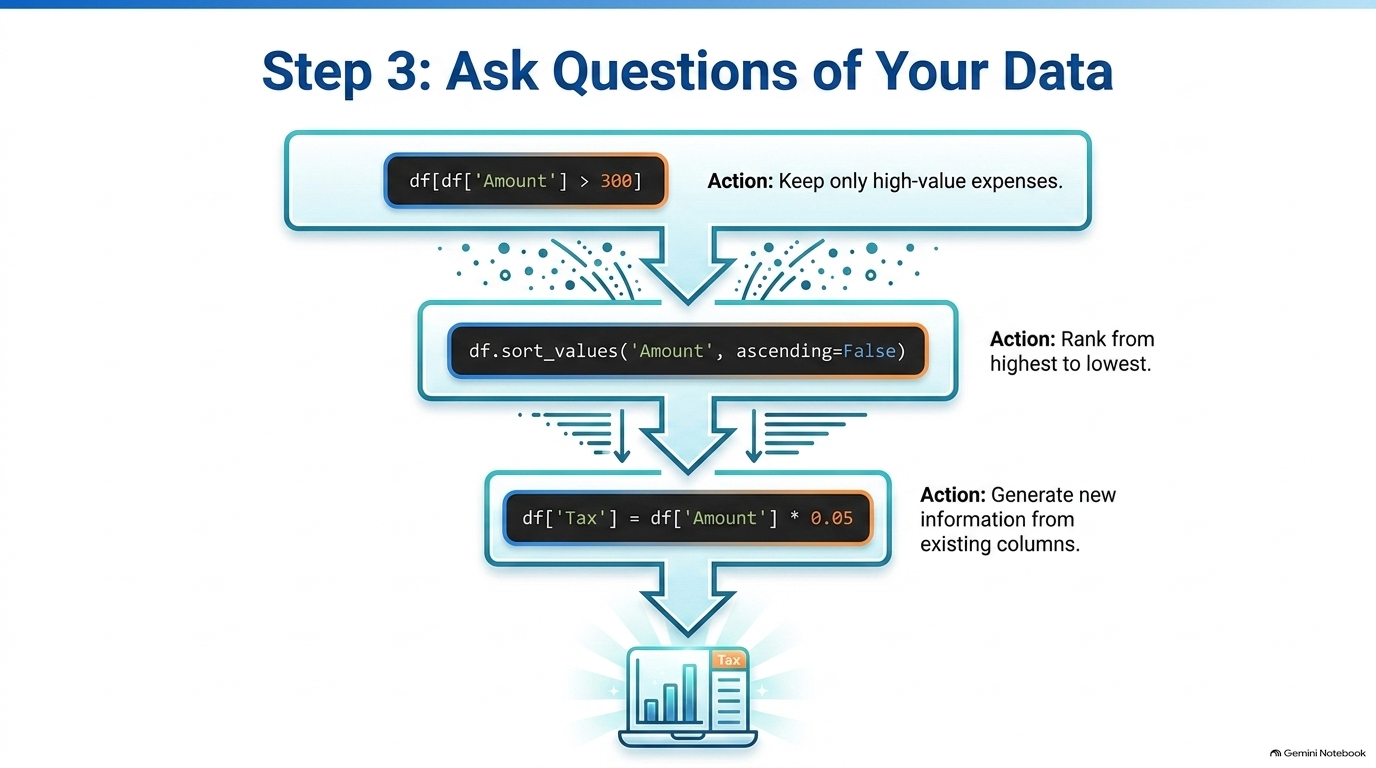 Step 3: Ask Questions of Your Data
df[df['Amount'] > 300]
Action: Keep only high-value expenses.
df.sort_values('Amount', ascending=False)
Action: Rank from
highest to lowest.
df['Tax'] = df['Amount'] * 0.05
Action: Generate new
information from
existing columns.
Tax
Gemini Notebook